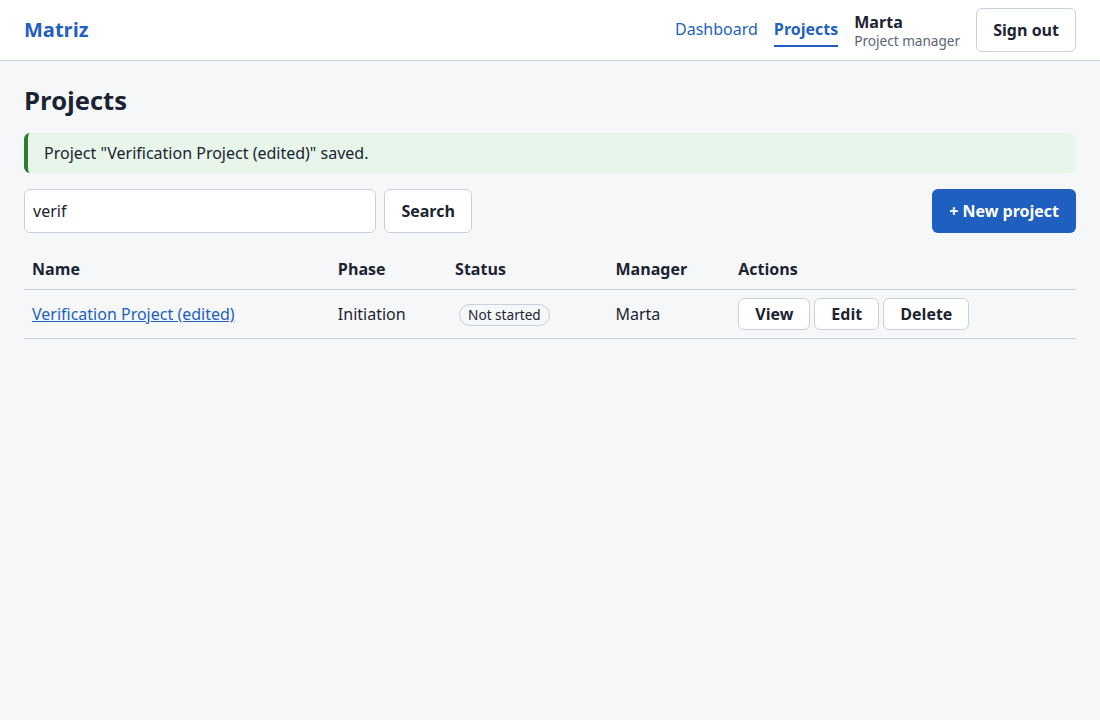 Matriz
Dashboard
Projects
Marta
Project manager
Sign out
Projects
Project "Verification Project (edited)" saved.
verif
Search
+ New project
Name Phase Status Manager Actions
Verification Project (edited) Initiation Not started Marta View Edit Delete